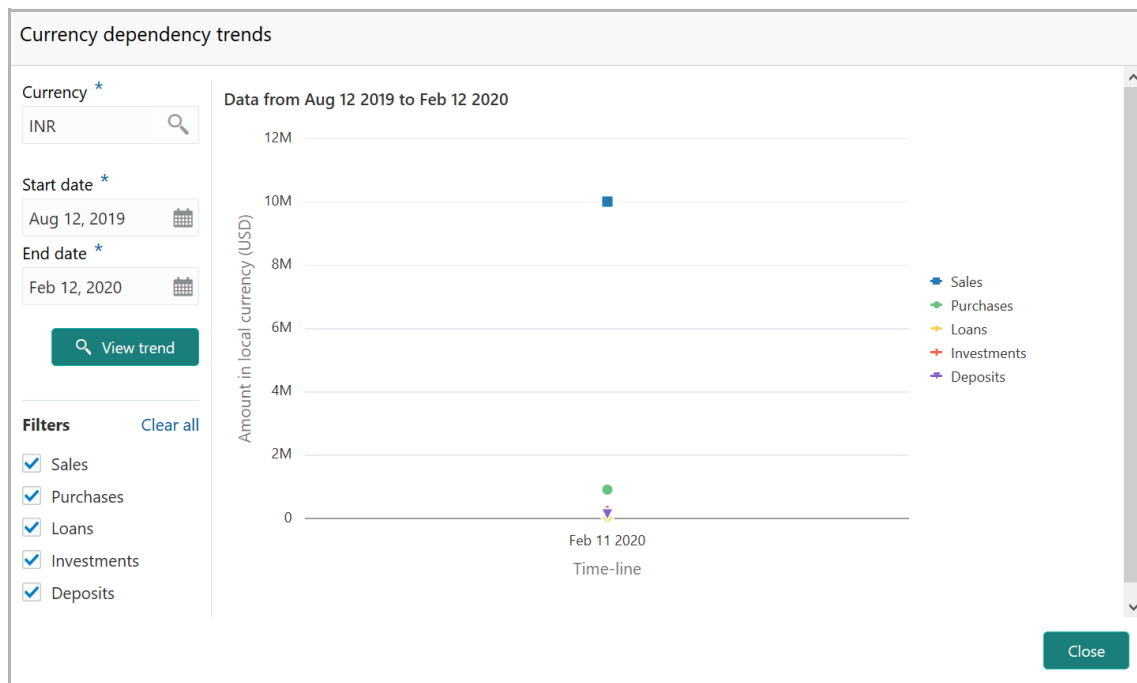 Currency dependency trends
Currency *
INR
Start date *
Aug 12, 2019
End date *
Feb 12, 2020
View trend
Filters Clear all
Sales
Purchases
Loans
Investments
Deposits
Data from Aug 12 2019 to Feb 12 2020
Amount in local currency (USD)
12M
10M
8M
6M
4M
2M
0
Feb 11 2020
Time-line
Sales
Purchases
Loans
Investments
Deposits
Close